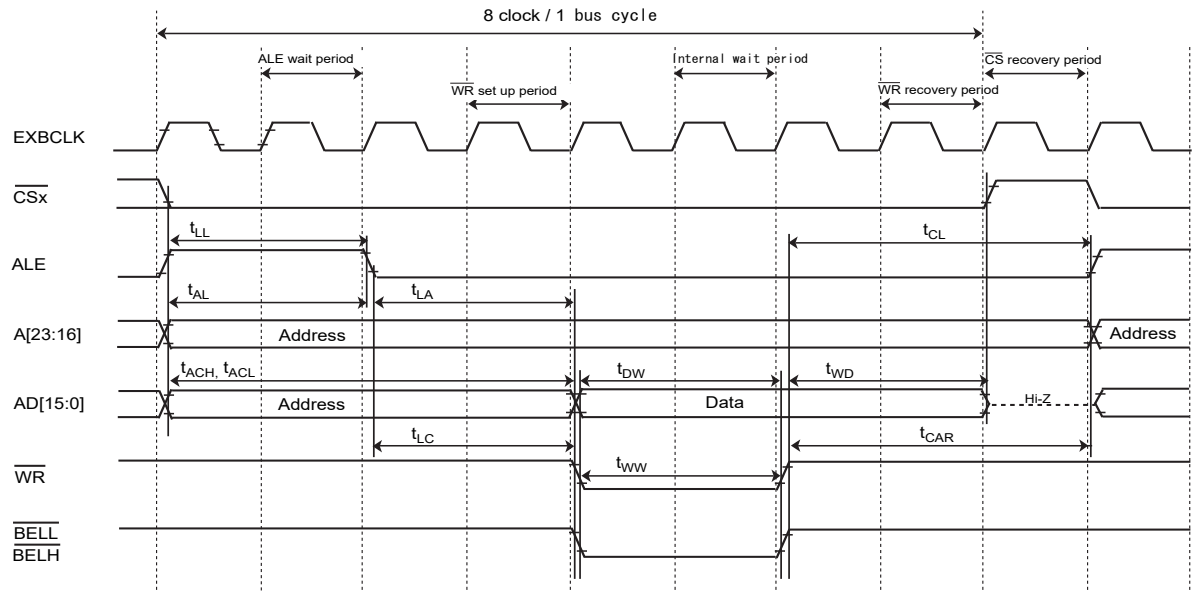 8 clock / 1 bus cycle
ALE wait period
Internal wait period
CS recovery period
WR set up period
WR recovery period
EXBCLK
CSx
tLL
tCL
ALE
tAL
tLA
A[23:16]
Address
Address
tACH, tACL
tDW
tWD
AD[15:0]
Address
Data
Hi-Z
tLC
tCAR
WR
tWW
BELL
BELH